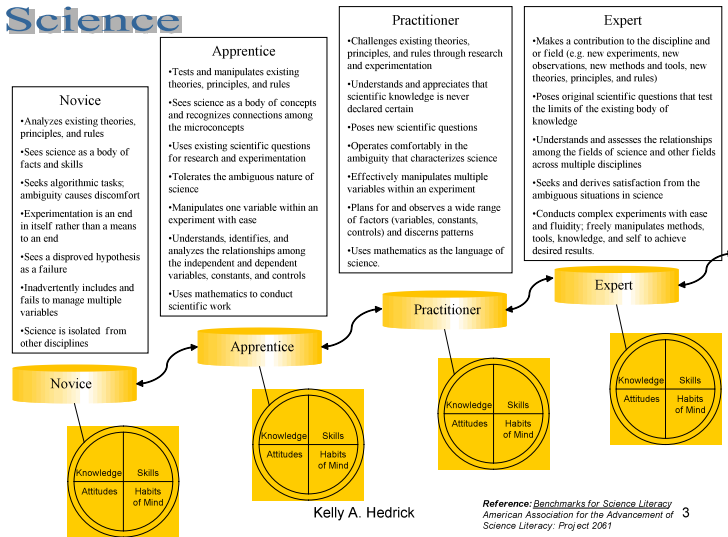 Science
Novice
•Analyzes existing theories,
principles, and rules
•Sees science as a body of
facts and skills
•Seeks algorithmic tasks;
ambiguity causes discomfort
•Experimentation is an end
in itself rather than a means
to an end
•Sees a disproved hypothesis
as a failure
•Inadvertently includes and
fails to manage multiple
variables
•Science is isolated from
other disciplines
Apprentice
•Tests and manipulates existing
theories, principles, and rules
•Sees science as a body of concepts
and recognizes connections among
the microconcepts
•Uses existing scientific questions
for research and experimentation
•Tolerates the ambiguous nature of
science
•Manipulates one variable within an
experiment with ease
•Understands, identifies, and
analyzes the relationships among
the independent and dependent
variables, constants, and controls
•Uses mathematics to conduct
scientific work
Practitioner
•Challenges existing theories,
principles, and rules through research
and experimentation
•Understands and appreciates that
scientific knowledge is never
declared certain
•Poses new scientific questions
•Operates comfortably in the
ambiguity that characterizes science
•Effectively manipulates multiple
variables within an experiment
•Plans for and observes a wide range
of factors (variables, constants,
controls) and discerns patterns
•Uses mathematics as the language of
science.
Expert
•Makes a contribution to the discipline and
or field (e.g. new experiments, new
observations, new methods and tools, new
theories, principles, and rules)
•Poses original scientific questions that test
the limits of the existing body of
knowledge
•Understands and assesses the relationships
among the fields of science and other fields
across multiple disciplines
•Seeks and derives satisfaction from the
ambiguous situations in science
•Conducts complex experiments with ease
and fluidity; freely manipulates methods,
tools, knowledge, and self to achieve
desired results.
Novice
Apprentice
Practitioner
Expert
Knowledge Skills
Attitudes Habits
of Mind
Knowledge Skills
Attitudes Habits
of Mind
Knowledge Skills
Attitudes Habits
of Mind
Knowledge Skills
Attitudes Habits
of Mind
Kelly A. Hedrick
Reference: Benchmarks for Science Literacy
American Association for the Advancement of
Science Literacy: Project 2061
3